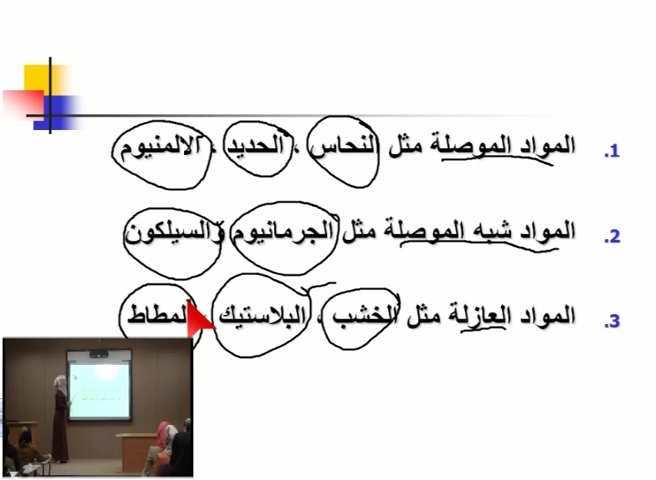 1. المواد الموصلة مثل النحاس ، الحديد ، الالمنيوم
2. المواد شبه الموصلة مثل الجرمانيوم والسيلكون
3. المواد العازلة مثل الخشب ، البلاستيك ، المطاط